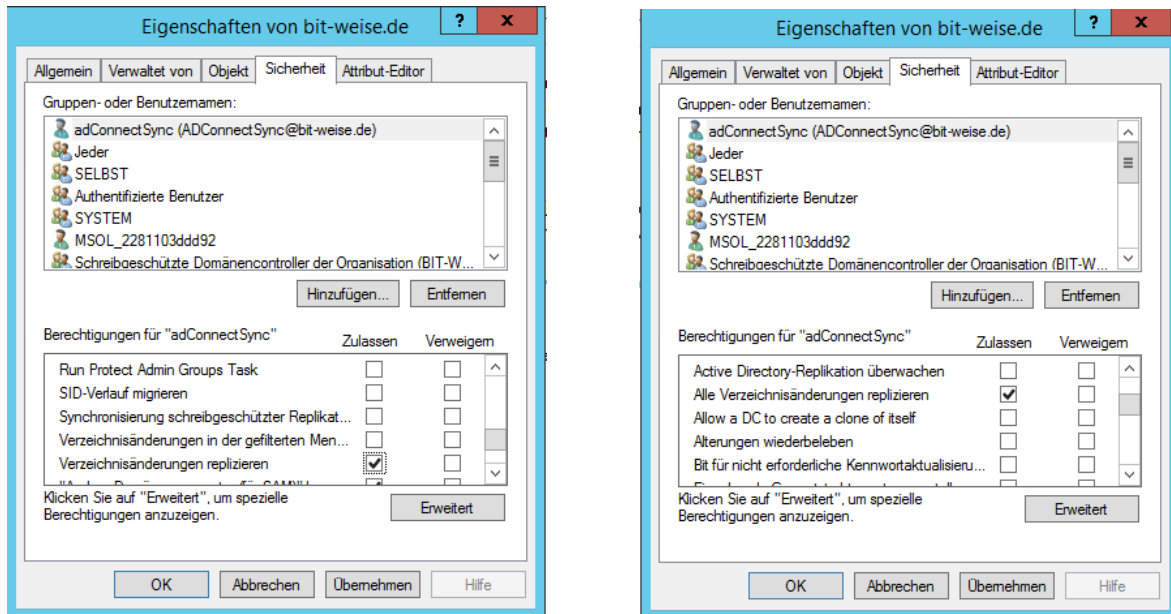 Eigenschaften von bit-weise.de
?
x
Allgemein
Verwaltet von
Objekt
Sicherheit
Attribut-Editor
Gruppen- oder Benutzernamen:
adConnectSync (ADConnectSync@bit-weise.de)
Jeder
SELBST
Authentifizierte Benutzer
SYSTEM
MSOL_2281103ddd92
Schreibgeschützte Domänencontroller der Organisation (BIT-W...
Hinzufügen...
Entfernen
Berechtigungen für "adConnectSync"
Zulassen
Verweigern
Run Protect Admin Groups Task
SID-Verlauf migrieren
Synchronisierung schreibgeschützter Replikat...
Verzeichnisänderungen in der gefilterten Men...
Verzeichnisänderungen replizieren
Klicken Sie auf "Erweitert", um spezielle
Berechtigungen anzuzeigen.
Erweitert
OK
Abbrechen
Übernehmen
Hilfe
Eigenschaften von bit-weise.de
?
x
Allgemein
Verwaltet von
Objekt
Sicherheit
Attribut-Editor
Gruppen- oder Benutzernamen:
adConnectSync (ADConnectSync@bit-weise.de)
Jeder
SELBST
Authentifizierte Benutzer
SYSTEM
MSOL_2281103ddd92
Schreibgeschützte Domänencontroller der Organisation (BIT-W...
Hinzufügen...
Entfernen
Berechtigungen für "adConnectSync"
Zulassen
Verweigern
Active Directory-Replikation überwachen
Alle Verzeichnisänderungen replizieren
Allow a DC to create a clone of itself
Alterungen wiederbeleben
Bit für nicht erforderliche Kennwortaktualisieru...
Klicken Sie auf "Erweitert", um spezielle
Berechtigungen anzuzeigen.
Erweitert
OK
Abbrechen
Übernehmen
Hilfe